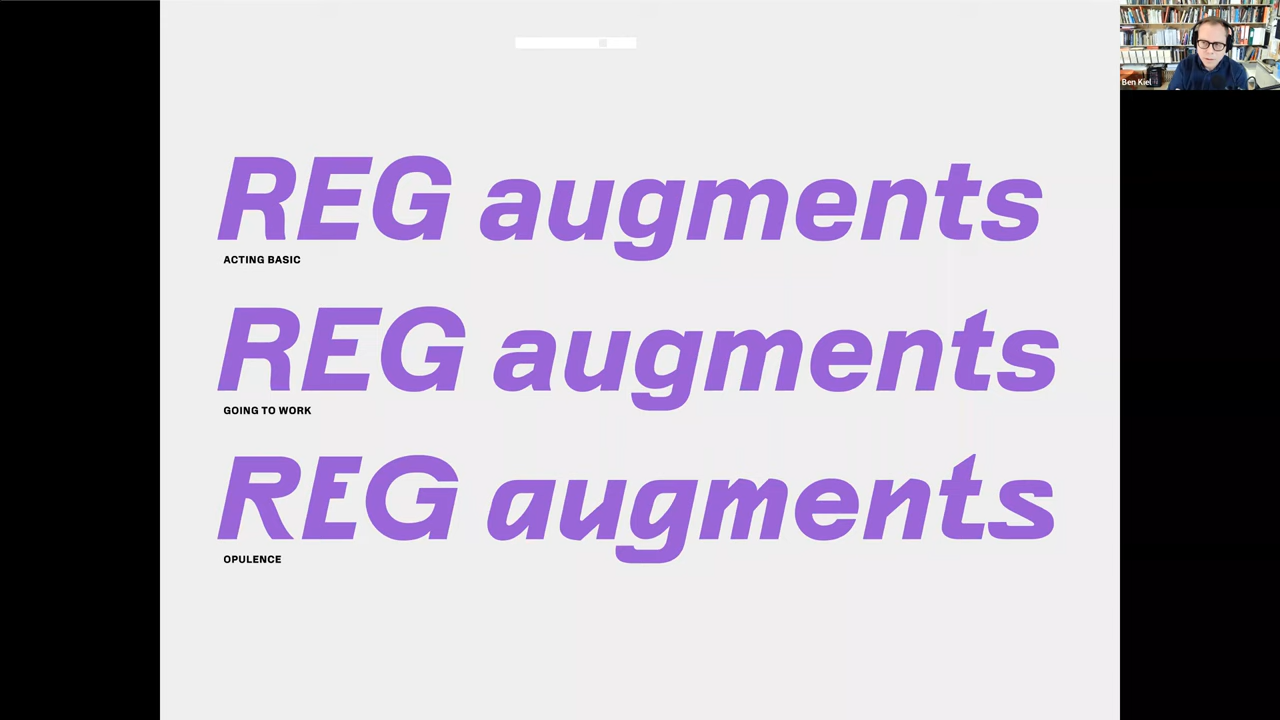 Ben Kiel
REG augments
ACTING BASIC
REG augments
GOING TO WORK
REG augments
OPULENCE